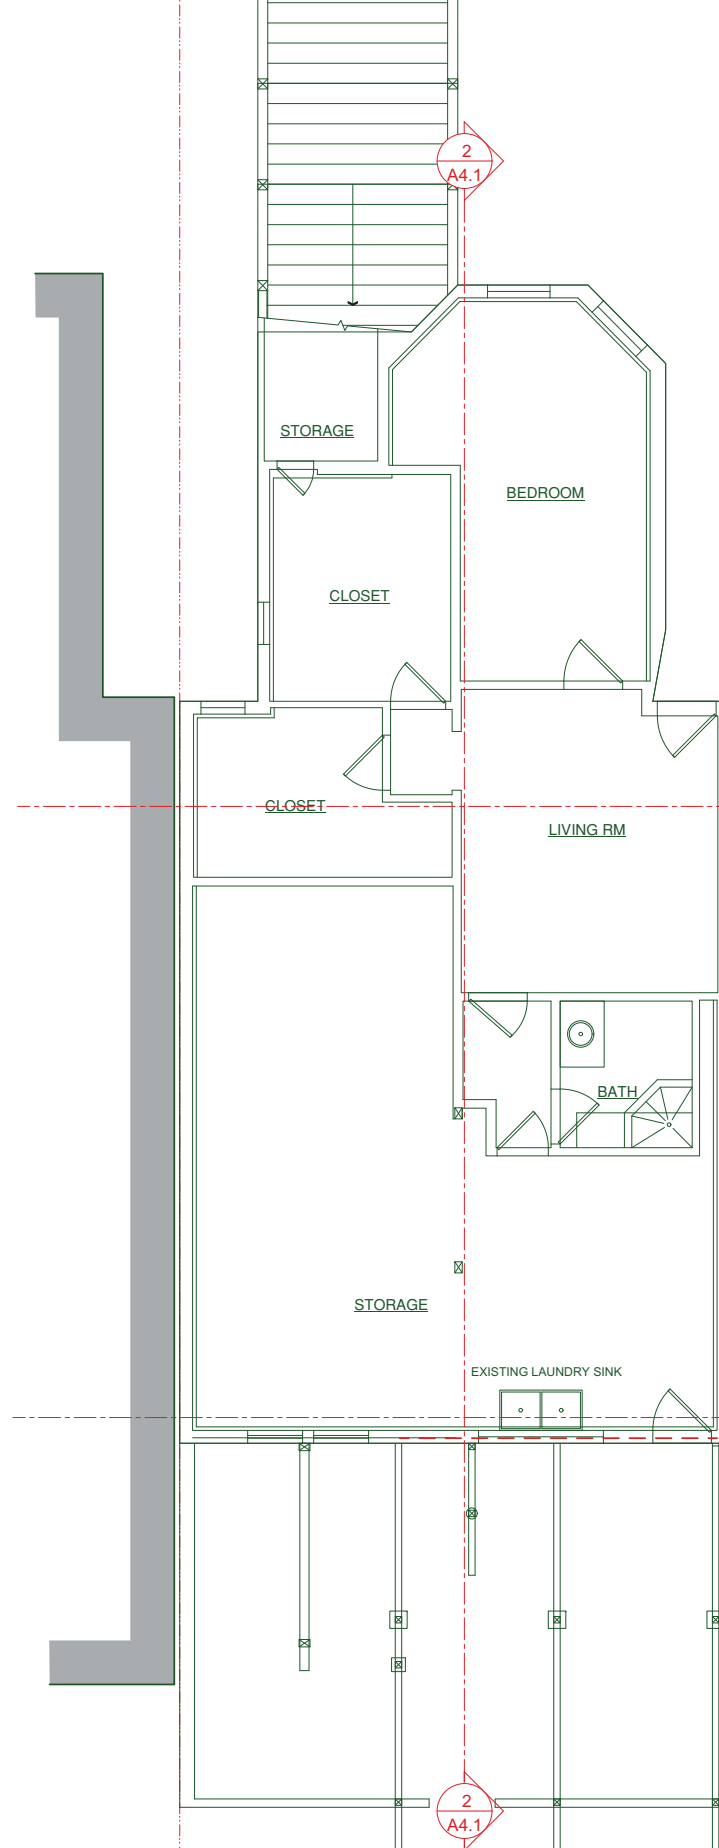 2
A4.1
STORAGE
BEDROOM
CLOSET
CLOSET
LIVING RM
BATH
STORAGE
EXISTING LAUNDRY SINK
2
A4.1